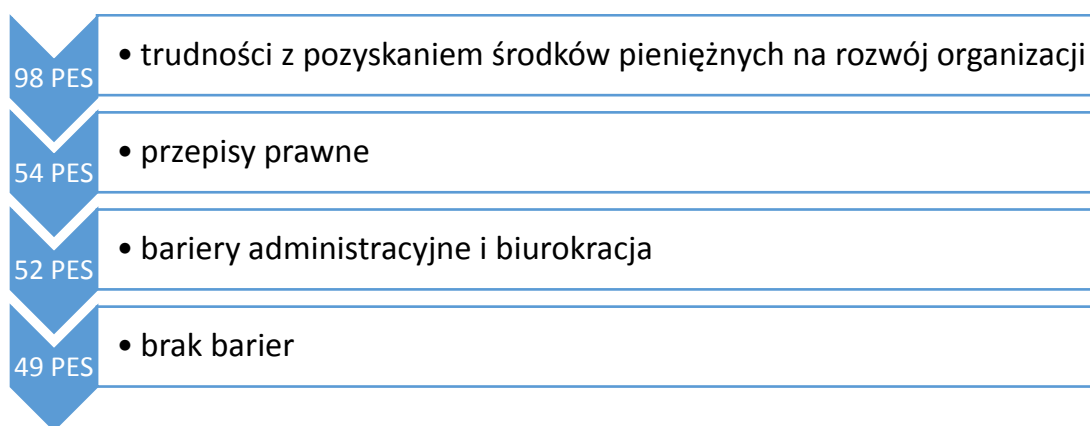 98 PES
• trudności z pozyskaniem środków pieniężnych na rozwój organizacji
54 PES
• przepisy prawne
52 PES
• bariery administracyjne i biurokracja
49 PES
• brak barier